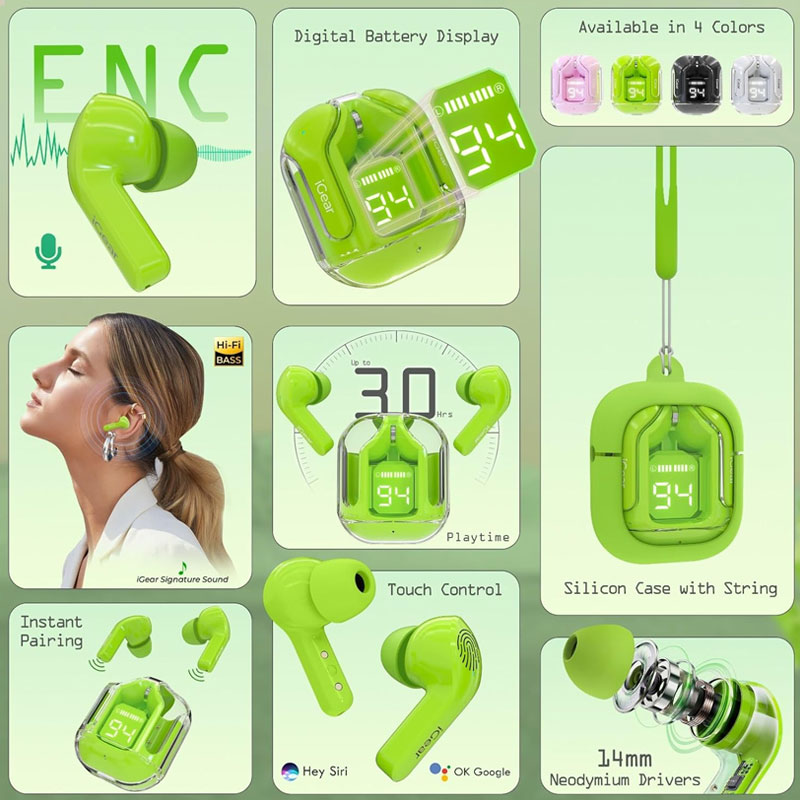 ENC
iGear
Digital Battery Display
L R
94
iGear
L R
94
Available in 4 Colors
94
94
94
94
Hi-Fi
BASS
iGear Signature Sound
Up to
30
Hrs
L R
94
Playtime
iGear
L R
94
Silicon Case with String
Instant
Pairing
94
Touch Control
iGear
Hey Siri
OK Google
14mm
Neodymium Drivers